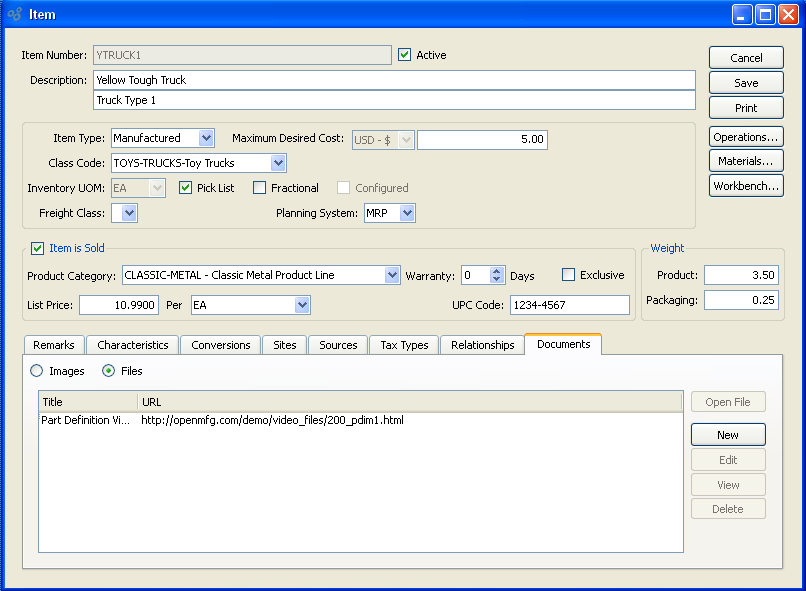 Item
Item Number: YTRUCK1 Active Cancel
Description: Yellow Tough Truck Save
Truck Type 1 Print
Item Type: Manufactured Maximum Desired Cost: USD - $ 5.00 Operations...
Class Code: TOYS-TRUCKS-Toy Trucks Materials...
Inventory UOM: EA Pick List Fractional Configured Workbench...
Freight Class: Planning System: MRP
Item is Sold Weight
Product Category: CLASSIC-METAL - Classic Metal Product Line Warranty: 0 Days Exclusive Product: 3.50
List Price: 10.9900 Per EA UPC Code: 1234-4567 Packaging: 0.25
Remarks Characteristics Conversions Sites Sources Tax Types Relationships Documents
Images Files
Title URL Open File
Part Definition Vi... http://openmfg.com/demo/video_files/200_pdim1.html
New
Edit
View
Delete